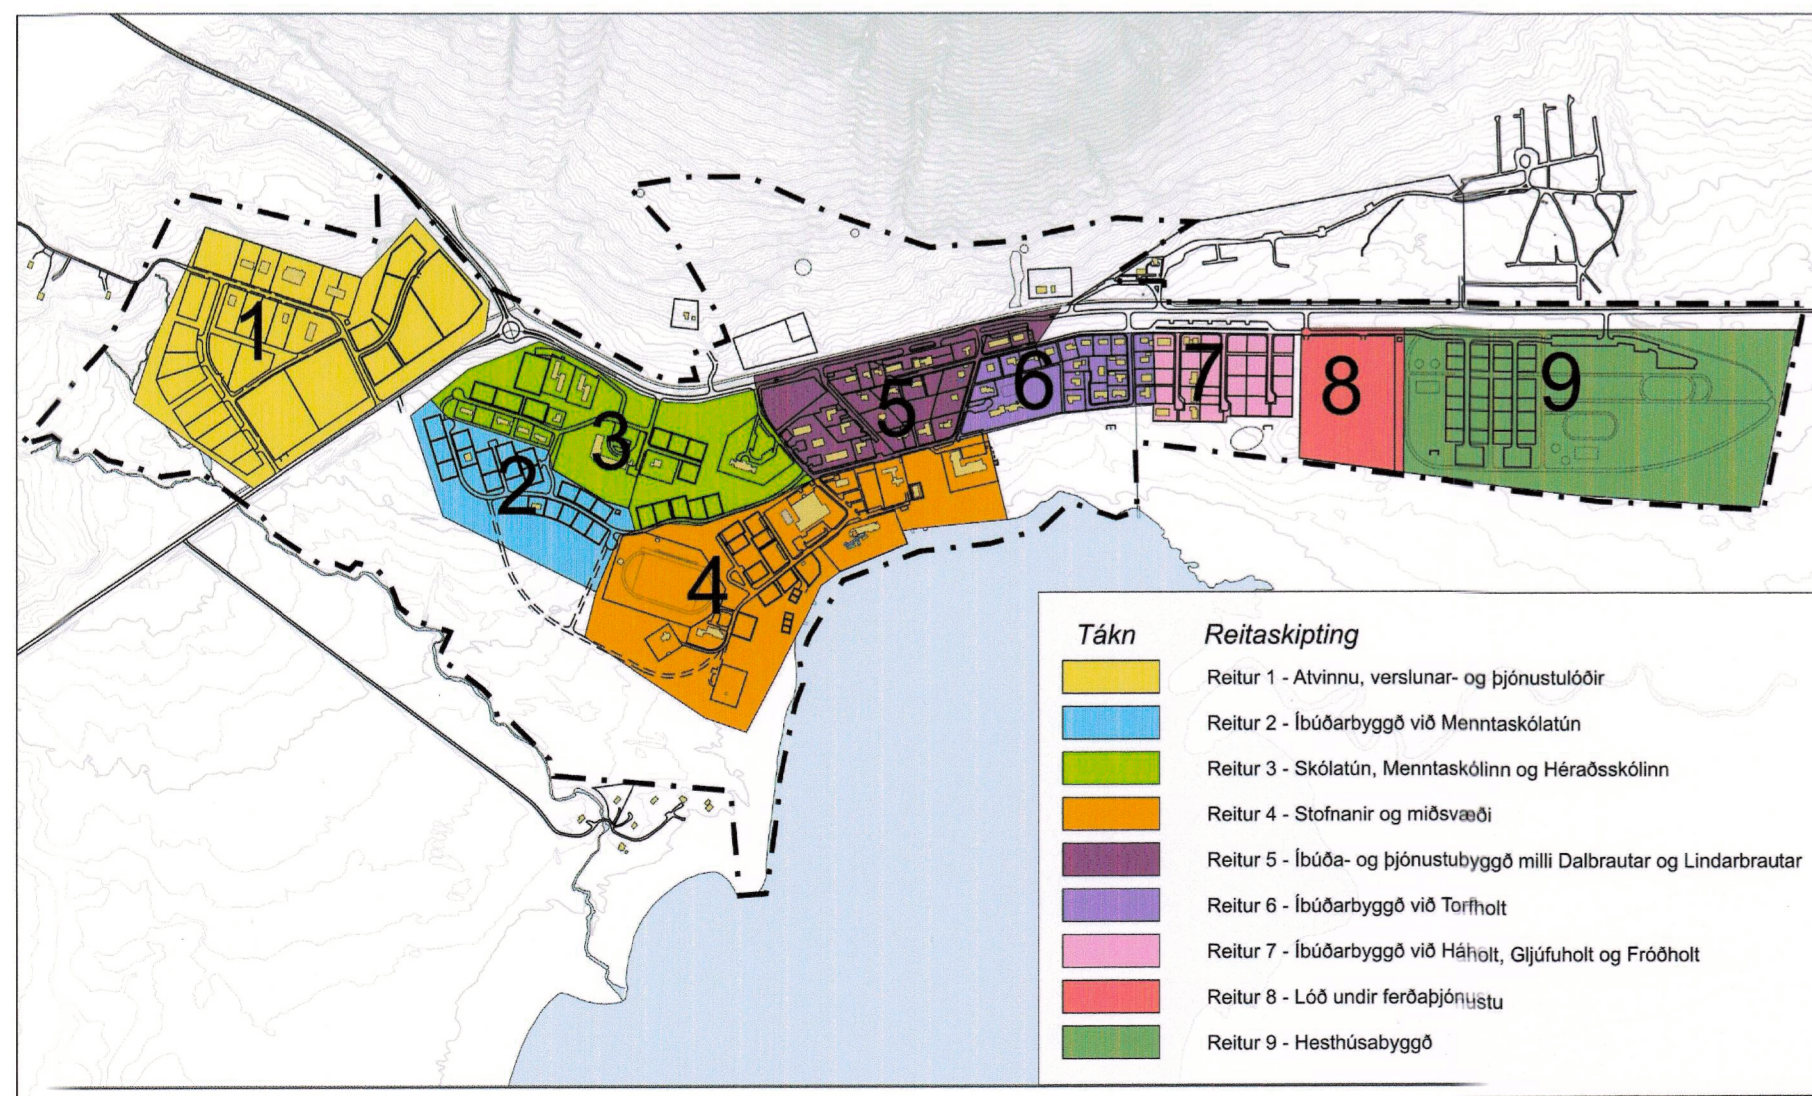 1
2
3
4
5
6
7
8
9
Tákn Reitaskipting
Reitur 1 - Atvinnu, verslunar- og þjónustulóðir
Reitur 2 - Íbúðarbyggð við Menntaskólatún
Reitur 3 - Skólatún, Menntaskólinn og Héraðsskólinn
Reitur 4 - Stofnanir og miðsvæði
Reitur 5 - Íbúða- og þjónustubyggð milli Dalbrautar og Lindarbrautar
Reitur 6 - Íbúðarbyggð við Torfholt
Reitur 7 - Íbúðarbyggð við Háholt, Gljúfuholt og Fróðholt
Reitur 8 - Lóð undir ferðaþjónustu
Reitur 9 - Hesthúsabyggð